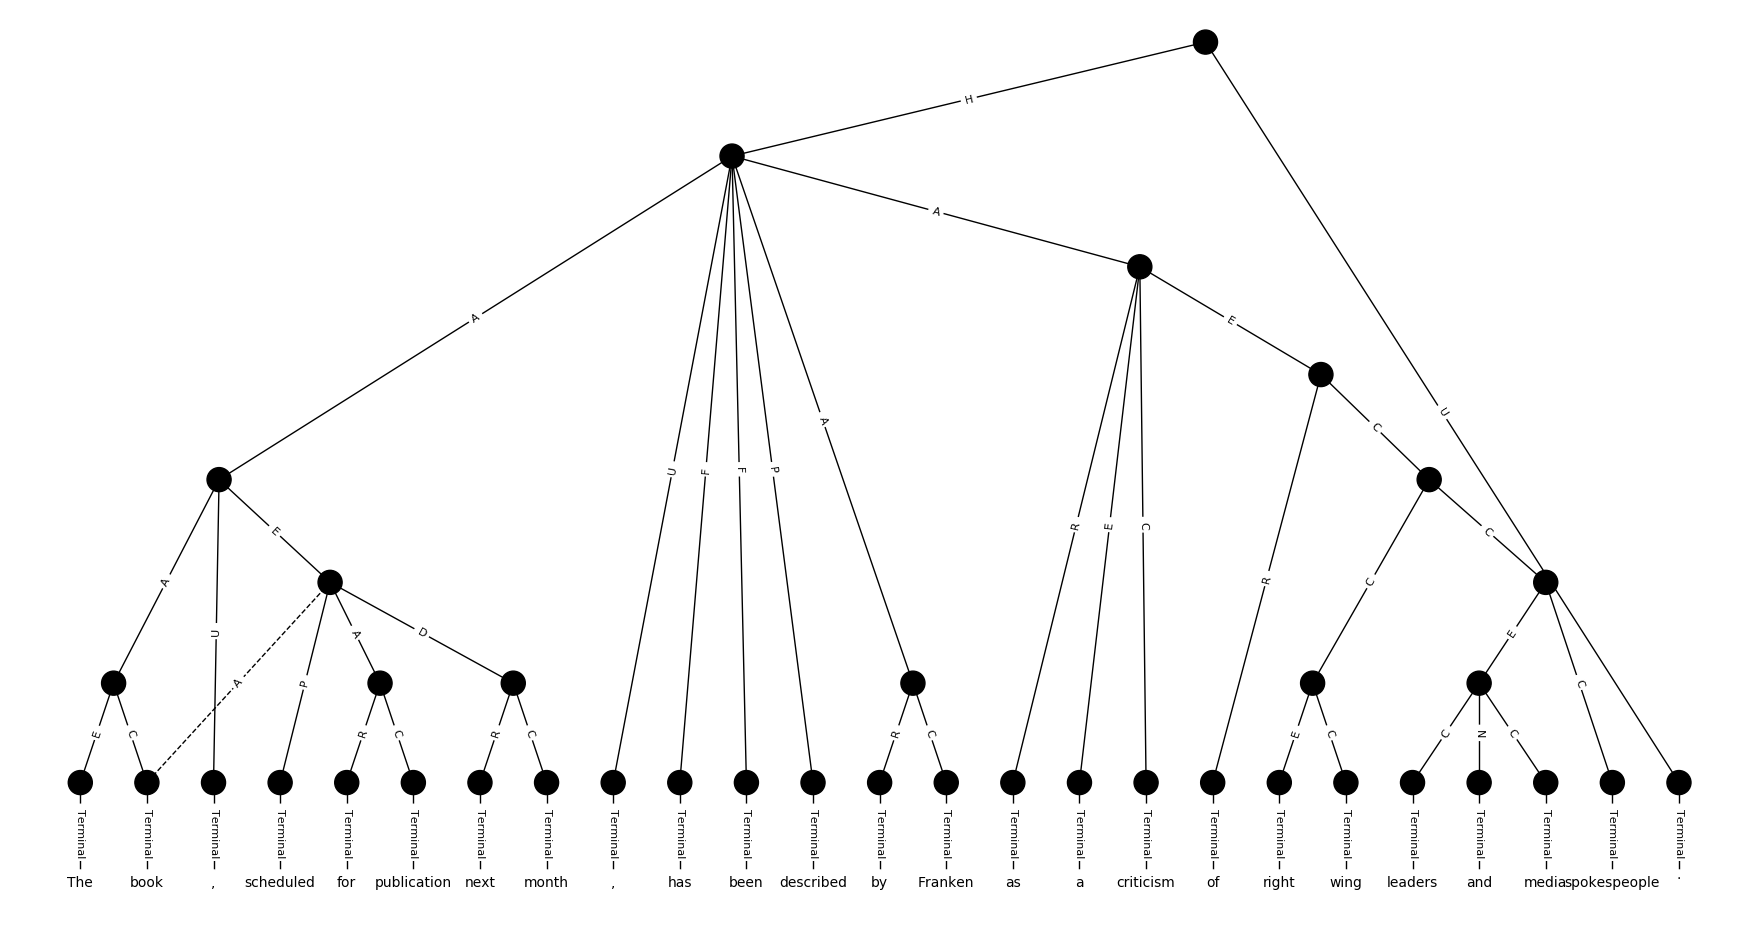 H
A
A
E
U
C
C
A
E
C
C
U
F
F
P
A
R
E
C
R
A
U
A
P
A
D
E
E
C
R
C
R
C
R
C
E
C
C
N
C
C
Terminal Terminal Terminal Terminal Terminal Terminal Terminal Terminal Terminal Terminal Terminal Terminal Terminal Terminal Terminal Terminal Terminal Terminal Terminal Terminal Terminal Terminal Terminal Terminal Terminal
The book , scheduled for publication next month , has been described by Franken as a criticism of right wing leaders and media spokespeople .